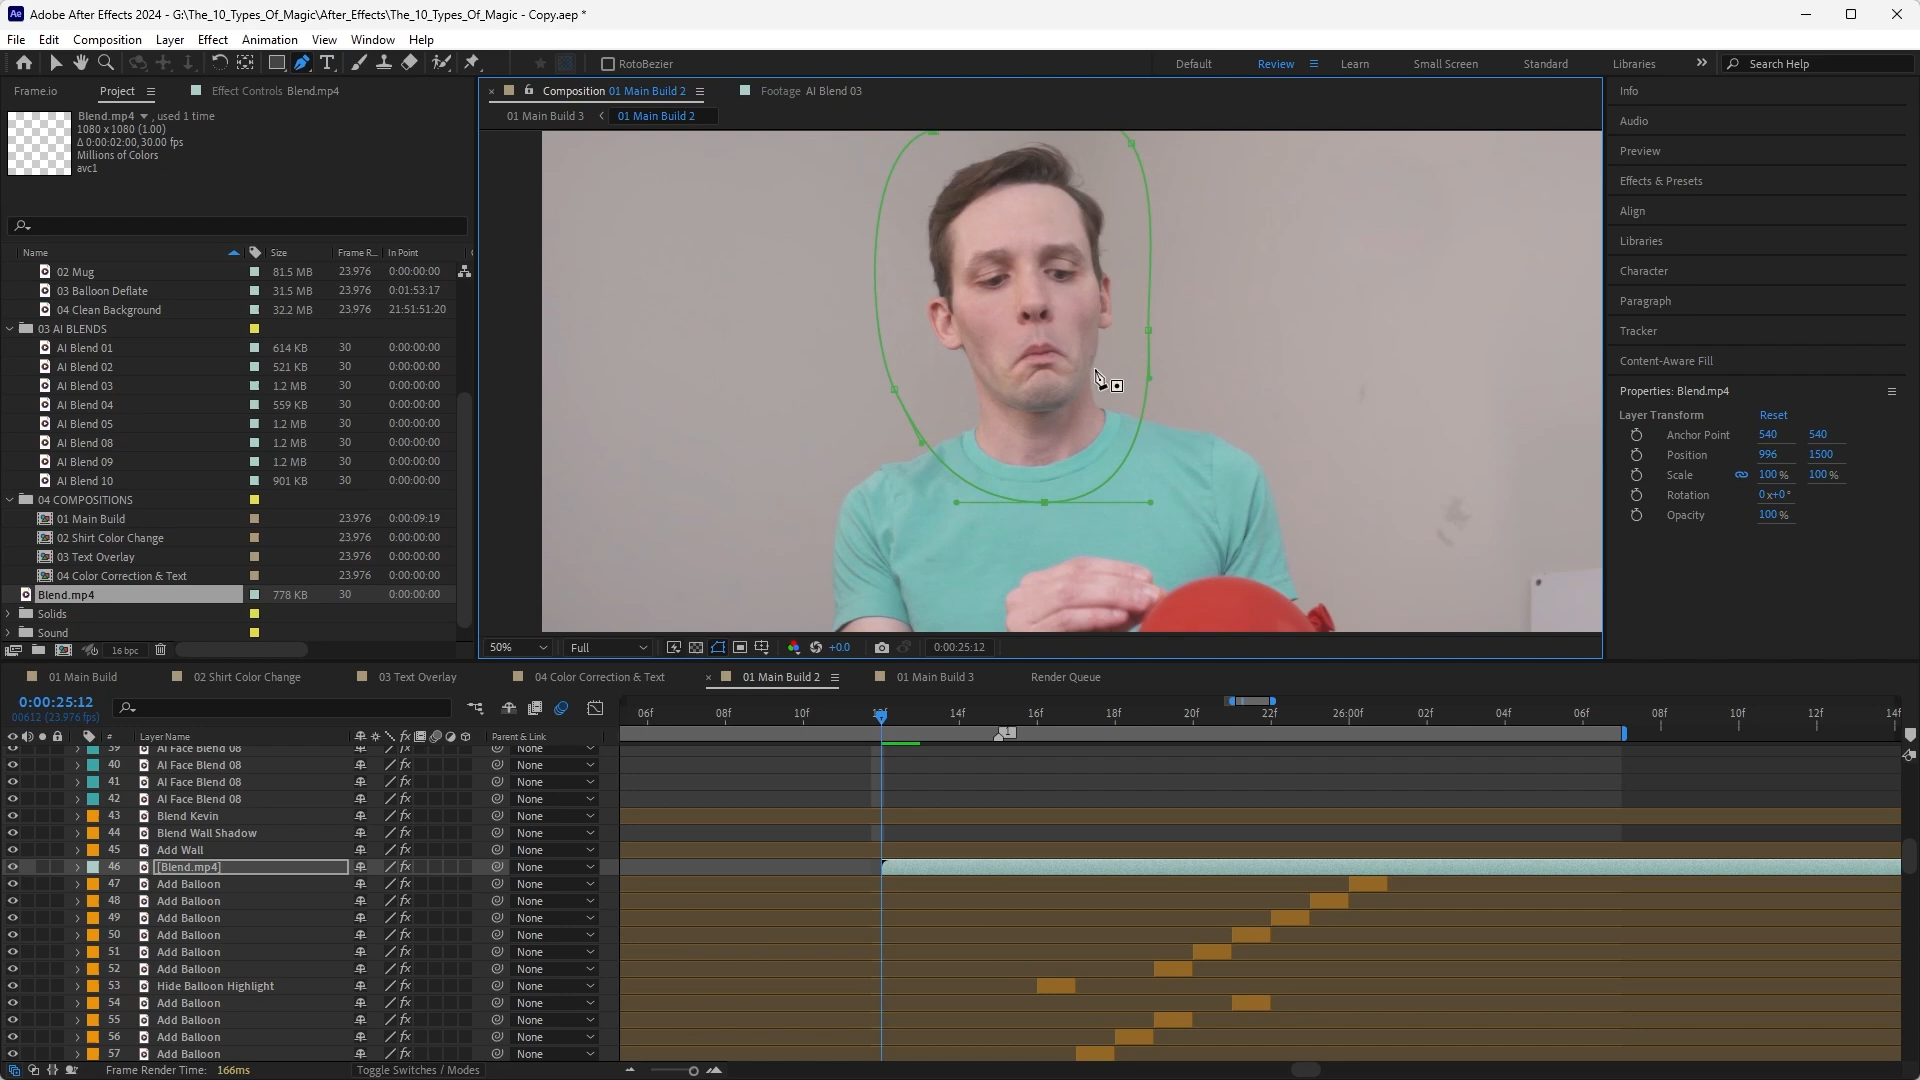 Ae Adobe After Effects 2024 - G:\The_10_Types_Of_Magic\After_Effects\The_10_Types_Of_Magic - Copy.aep *
File Edit Composition Layer Effect Animation View Window Help
RotoBezier Default Review Learn Small Screen Standard Libraries Search Help
Frame.io Project Effect Controls Blend.mp4
Composition 01 Main Build 2 Footage AI Blend 03
01 Main Build 3 01 Main Build 2
Blend.mp4 , used 1 time
1080 x 1080 (1.00)
Δ 0:00:02:00, 30.00 fps
Millions of Colors
avc1
Name Size Frame R... In Point
02 Mug 81.5 MB 23.976 0:00:00:00
03 Balloon Deflate 31.5 MB 23.976 0:01:53:17
04 Clean Background 32.2 MB 23.976 21:51:51:20
03 AI BLENDS
AI Blend 01 614 KB 30 0:00:00:00
AI Blend 02 521 KB 30 0:00:00:00
AI Blend 03 1.2 MB 30 0:00:00:00
AI Blend 04 559 KB 30 0:00:00:00
AI Blend 05 1.2 MB 30 0:00:00:00
AI Blend 08 1.2 MB 30 0:00:00:00
AI Blend 09 1.2 MB 30 0:00:00:00
AI Blend 10 901 KB 30 0:00:00:00
04 COMPOSITIONS
01 Main Build 23.976 0:00:09:19
02 Shirt Color Change 23.976 0:00:00:00
03 Text Overlay 23.976 0:00:00:00
04 Color Correction & Text 23.976 0:00:00:00
Blend.mp4 778 KB 30 0:00:00:00
Solids
Sound
16 bpc
50% Full +0.0 0:00:25:12
Info
Audio
Preview
Effects & Presets
Align
Libraries
Character
Paragraph
Tracker
Content-Aware Fill
Properties: Blend.mp4
Layer Transform Reset
Anchor Point 540 540
Position 996 1500
Scale 100 % 100 %
Rotation 0 x+0 °
Opacity 100 %
01 Main Build 02 Shirt Color Change 03 Text Overlay 04 Color Correction & Text 01 Main Build 2 01 Main Build 3 Render Queue
0:00:25:12
00612 (23.976 fps)
06f 08f 10f 12f 14f 16f 18f 20f 22f 26:00f 02f 04f 06f 08f 10f 12f 14f
# Layer Name fx Parent & Link 1
39 AI Face Blend 08 fx None
40 AI Face Blend 08 fx None
41 AI Face Blend 08 fx None
42 AI Face Blend 08 fx None
43 Blend Kevin fx None
44 Blend Wall Shadow fx None
45 Add Wall fx None
46 [Blend.mp4] None
47 Add Balloon fx None
48 Add Balloon fx None
49 Add Balloon fx None
50 Add Balloon fx None
51 Add Balloon fx None
52 Add Balloon fx None
53 Hide Balloon Highlight fx None
54 Add Balloon fx None
55 Add Balloon fx None
56 Add Balloon fx None
57 Add Balloon fx None
Frame Render Time: 166ms Toggle Switches / Modes